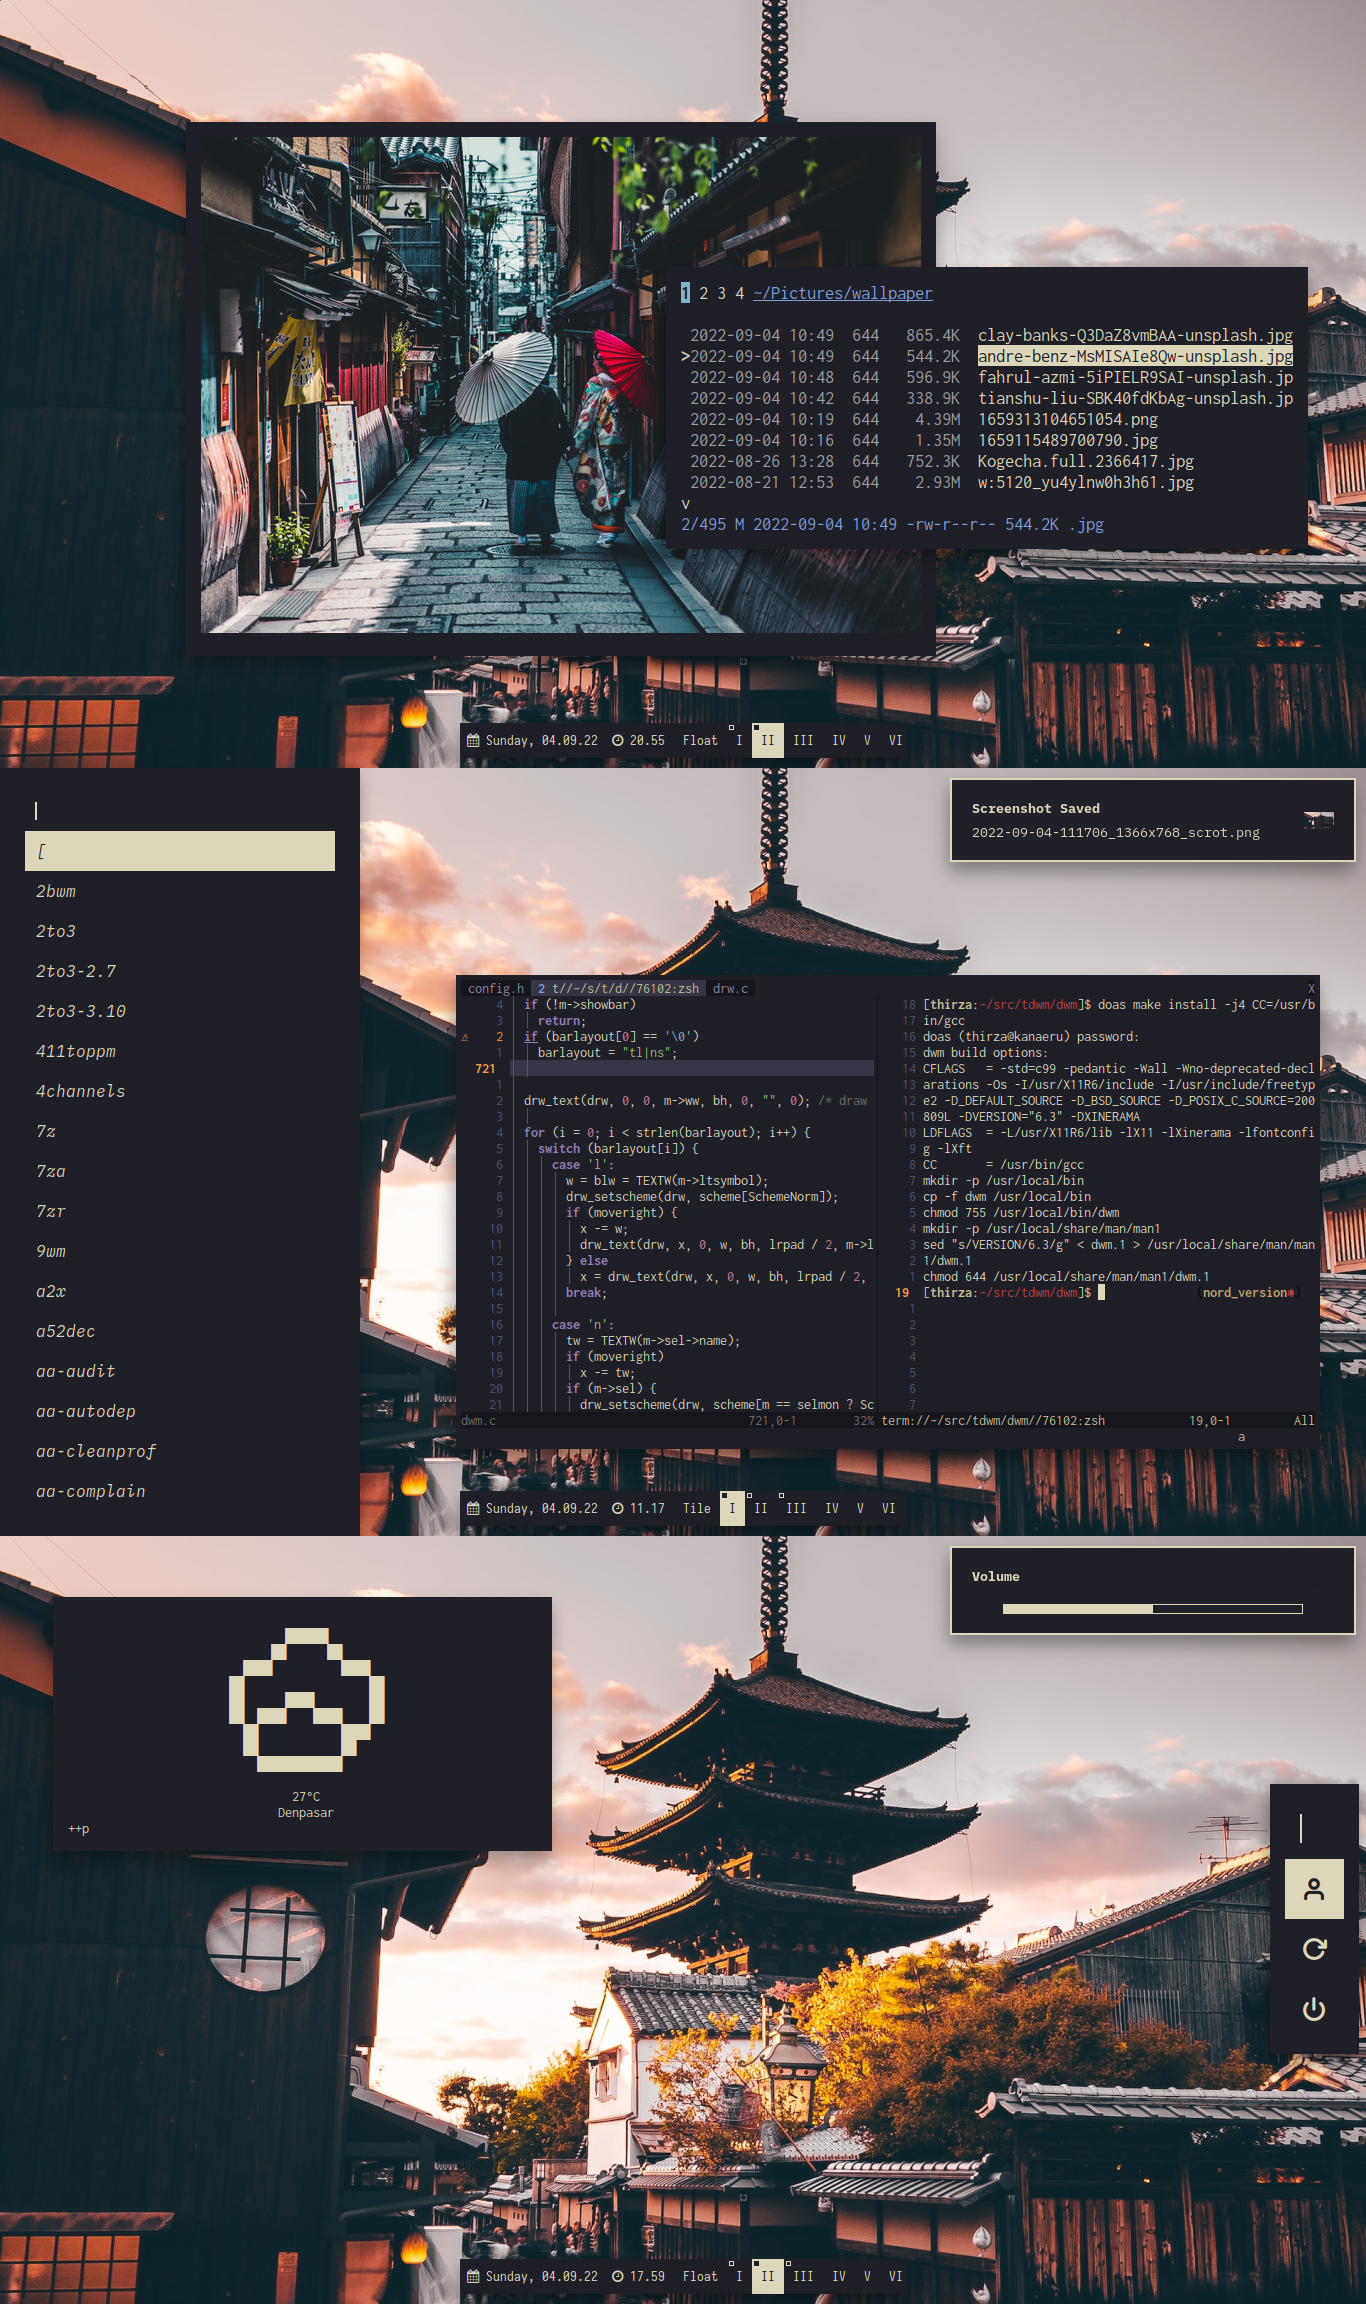 乙友
1 2 3 4 ~/Pictures/wallpaper
2022-09-04 10:49 644 865.4K clay-banks-Q3DaZ8vmBAA-unsplash.jpg
>2022-09-04 10:49 644 544.2K andre-benz-MsMISAIe8Qw-unsplash.jpg
2022-09-04 10:48 644 596.9K fahrul-azmi-5iPIELR9SAI-unsplash.jp
2022-09-04 10:42 644 338.9K tianshu-liu-SBK40fdKbAg-unsplash.jp
2022-09-04 10:19 644 4.39M 1659313104651054.png
2022-09-04 10:16 644 1.35M 1659115489700790.jpg
2022-08-26 13:28 644 752.3K Kogecha.full.2366417.jpg
2022-08-21 12:53 644 2.93M w:5120_yu4ylnw0h3h61.jpg
v
2/495 M 2022-09-04 10:49 -rw-r--r-- 544.2K .jpg
Sunday, 04.09.22 20.55 Float I II III IV V VI
[
2bwm
2to3
2to3-2.7
2to3-3.10
411toppm
4channels
7z
7za
7zr
9wm
a2x
a52dec
aa-audit
aa-autodep
aa-cleanprof
aa-complain
Screenshot Saved
2022-09-04-111706_1366x768_scrot.png
config.h 2 t//~/s/t/d//76102:zsh drw.c X
4 if (!m->showbar)
3 return;
⚠ 2 if (barlayout[0] == '\0')
1 barlayout = "tl|ns";
721
1
2 drw_text(drw, 0, 0, m->ww, bh, 0, "", 0); /* draw
3
4 for (i = 0; i < strlen(barlayout); i++) {
5 switch (barlayout[i]) {
6 case 'l':
7 w = blw = TEXTW(m->ltsymbol);
8 drw_setscheme(drw, scheme[SchemeNorm]);
9 if (moveright) {
10 x -= w;
11 drw_text(drw, x, 0, w, bh, lrpad / 2, m->l
12 } else
13 x = drw_text(drw, x, 0, w, bh, lrpad / 2,
14 break;
15
16 case 'n':
17 tw = TEXTW(m->sel->name);
18 if (moveright)
19 x -= tw;
20 if (m->sel) {
21 drw_setscheme(drw, scheme[m == selmon ? Sc
dwm.c 721,0-1 32%
18 [thirza:~/src/tdwm/dwm]$ doas make install -j4 CC=/usr/b
17 in/gcc
16 doas (thirza@kanaeru) password:
15 dwm build options:
14 CFLAGS = -std=c99 -pedantic -Wall -Wno-deprecated-decl
13 arations -Os -I/usr/X11R6/include -I/usr/include/freetyp
12 e2 -D_DEFAULT_SOURCE -D_BSD_SOURCE -D_POSIX_C_SOURCE=200
11 809L -DVERSION="6.3" -DXINERAMA
10 LDFLAGS = -L/usr/X11R6/lib -lX11 -lXinerama -lfontconfi
9 g -lXft
8 CC = /usr/bin/gcc
7 mkdir -p /usr/local/bin
6 cp -f dwm /usr/local/bin
5 chmod 755 /usr/local/bin/dwm
4 mkdir -p /usr/local/share/man/man1
3 sed "s/VERSION/6.3/g" < dwm.1 > /usr/local/share/man/man
2 1/dwm.1
1 chmod 644 /usr/local/share/man/man1/dwm.1
19 [thirza:~/src/tdwm/dwm]$ (nord_version*)
1
2
3
4
5
6
7
term://~/src/tdwm/dwm//76102:zsh 19,0-1 All
a
Sunday, 04.09.22 11.17 Tile I II III IV V VI
Volume
27°C
Denpasar
++p
Sunday, 04.09.22 17.59 Float I II III IV V VI